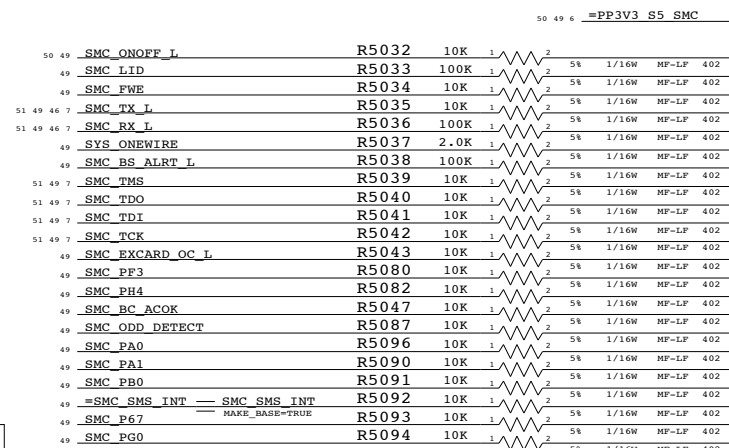 50 49 6 =PP3V3_S5_SMC
50 49 SMC_ONOFF_L R5032 10K 1 2
5% 1/16W MF-LF 402
49 SMC_LID R5033 100K 1 2
5% 1/16W MF-LF 402
49 SMC_FWE R5034 10K 1 2
5% 1/16W MF-LF 402
51 49 46 7 SMC_TX_L R5035 10K 1 2
5% 1/16W MF-LF 402
51 49 46 7 SMC_RX_L R5036 100K 1 2
5% 1/16W MF-LF 402
49 SYS_ONEWIRE R5037 2.0K 1 2
5% 1/16W MF-LF 402
49 SMC_BS_ALRT_L R5038 100K 1 2
5% 1/16W MF-LF 402
51 49 7 SMC_TMS R5039 10K 1 2
5% 1/16W MF-LF 402
51 49 7 SMC_TDO R5040 10K 1 2
5% 1/16W MF-LF 402
51 49 7 SMC_TDI R5041 10K 1 2
5% 1/16W MF-LF 402
51 49 7 SMC_TCK R5042 10K 1 2
5% 1/16W MF-LF 402
49 SMC_EXCARD_OC_L R5043 10K 1 2
5% 1/16W MF-LF 402
49 SMC_PF3 R5080 10K 1 2
5% 1/16W MF-LF 402
49 SMC_PH4 R5082 10K 1 2
5% 1/16W MF-LF 402
49 SMC_BC_ACOK R5047 10K 1 2
5% 1/16W MF-LF 402
49 SMC_ODD_DETECT R5087 10K 1 2
5% 1/16W MF-LF 402
49 SMC_PA0 R5096 10K 1 2
5% 1/16W MF-LF 402
49 SMC_PA1 R5090 10K 1 2
5% 1/16W MF-LF 402
49 SMC_PB0 R5091 10K 1 2
5% 1/16W MF-LF 402
49 =SMC_SMS_INT SMC_SMS_INT R5092 10K 1 2
MAKE_BASE=TRUE 5% 1/16W MF-LF 402
49 SMC_P67 R5093 10K 1 2
5% 1/16W MF-LF 402
49 SMC_PG0 R5094 10K 1 2
5% 1/16W MF-LF 402